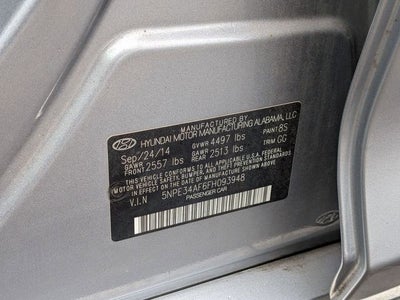 MANUFACTURED BY
HYUNDAI MOTOR MANUFACTURING ALABAMA, LLC
Sep/24/14 GVWR 4497 lbs PAINT 8S
GAWR FRONT 2557 lbs GAWR REAR 2513 lbs TRIM OG
THIS VEHICLE CONFORMS TO ALL APPLICABLE U.S. FEDERAL MOTOR
VEHICLE SAFETY, BUMPER, AND THEFT PREVENTION STANDARDS
IN EFFECT ON THE DATE OF MANUFACTURE SHOWN ABOVE.
V.I.N 5NPE34AF6FH093948
PASSENGER CAR